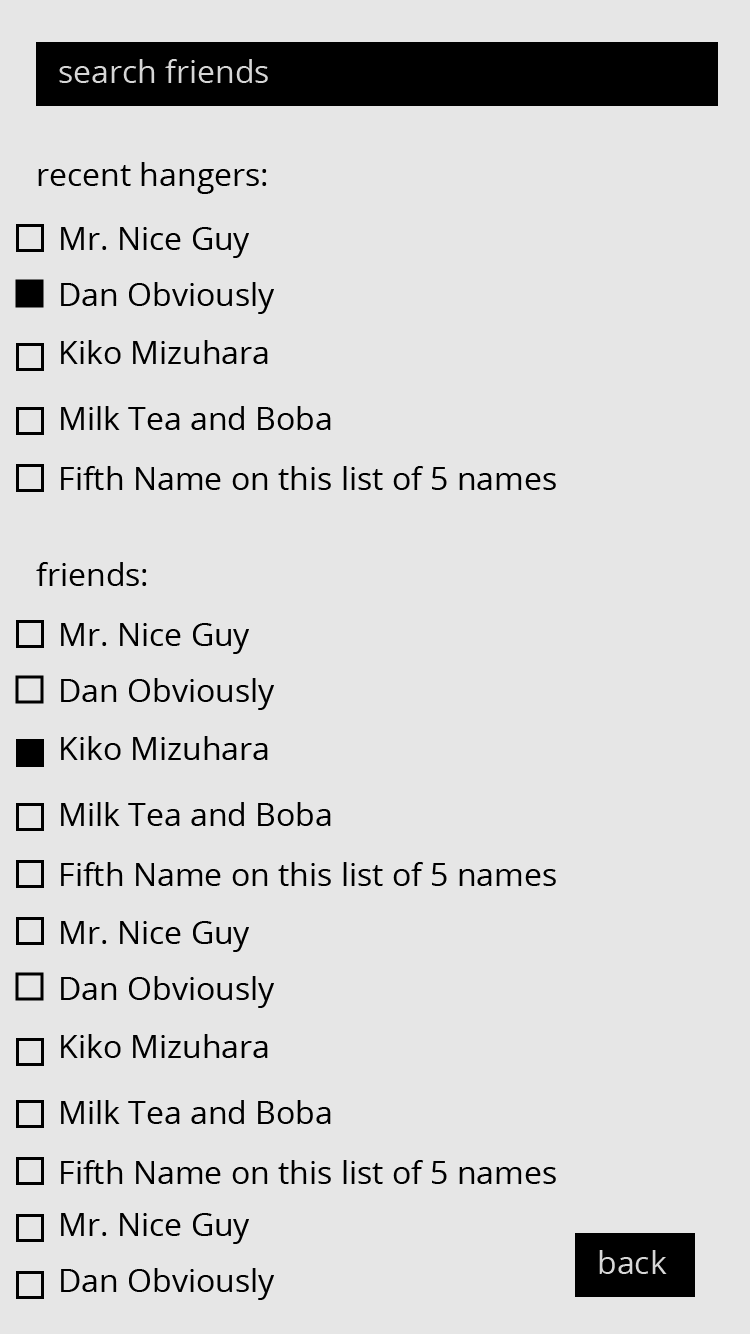 search friends
recent hangers:
Mr. Nice Guy
Dan Obviously
Kiko Mizuhara
Milk Tea and Boba
Fifth Name on this list of 5 names
friends:
Mr. Nice Guy
Dan Obviously
Kiko Mizuhara
Milk Tea and Boba
Fifth Name on this list of 5 names
Mr. Nice Guy
Dan Obviously
Kiko Mizuhara
Milk Tea and Boba
Fifth Name on this list of 5 names
Mr. Nice Guy
back
Dan Obviously